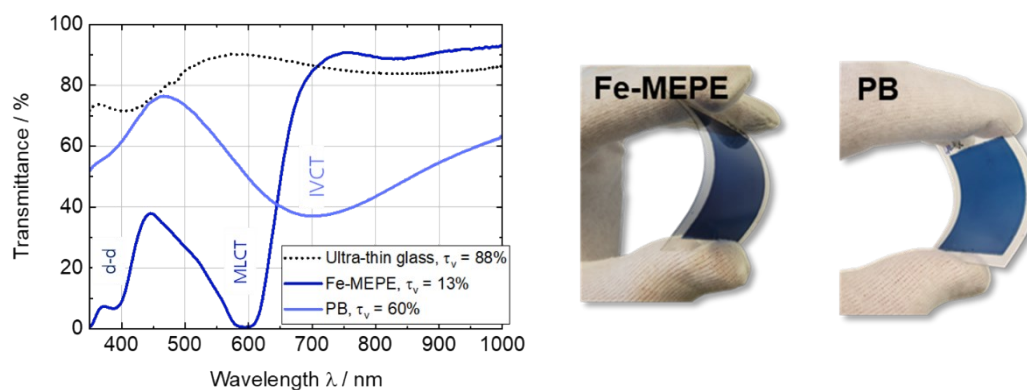 100
80
60
40
20
0
Transmittance / %
d-d
MLCT
IVCT
Ultra-thin glass, τv = 88%
Fe-MEPE, τv = 13%
PB, τv = 60%
400 500 600 700 800 900 1000
Wavelength λ / nm
Fe-MEPE
PB